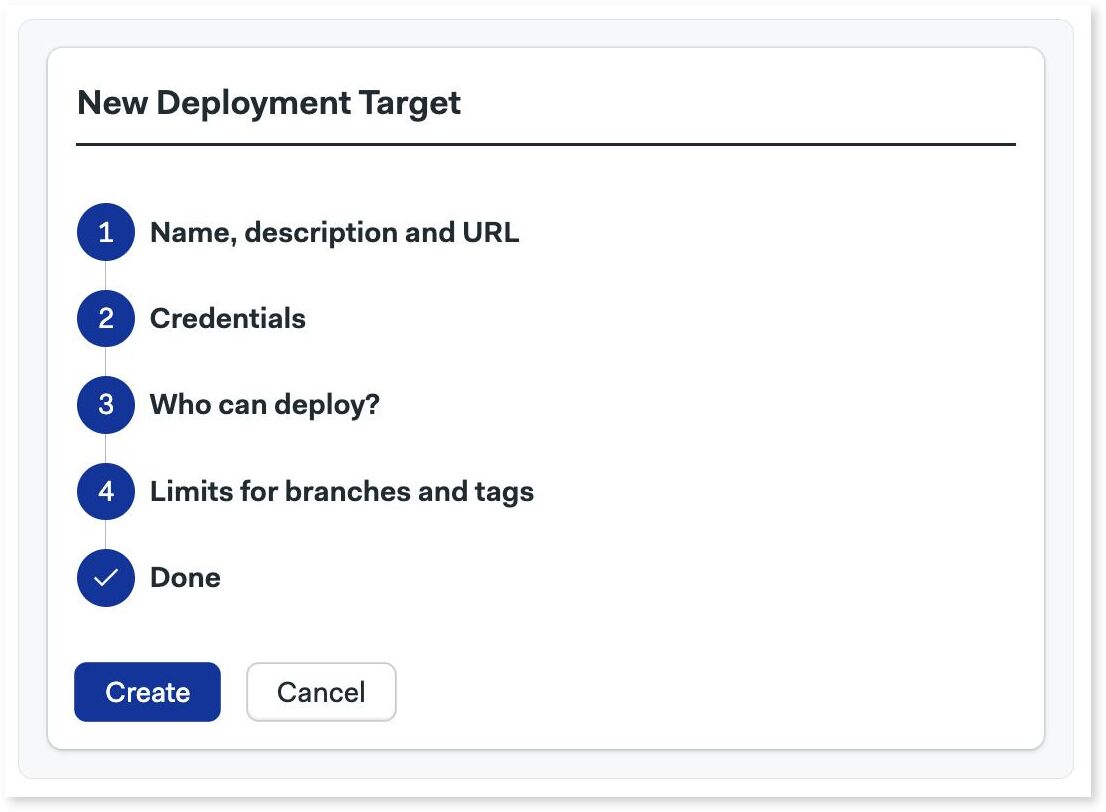 New Deployment Target
1 Name, description and URL
2 Credentials
3 Who can deploy?
4 Limits for branches and tags
Done
Create Cancel